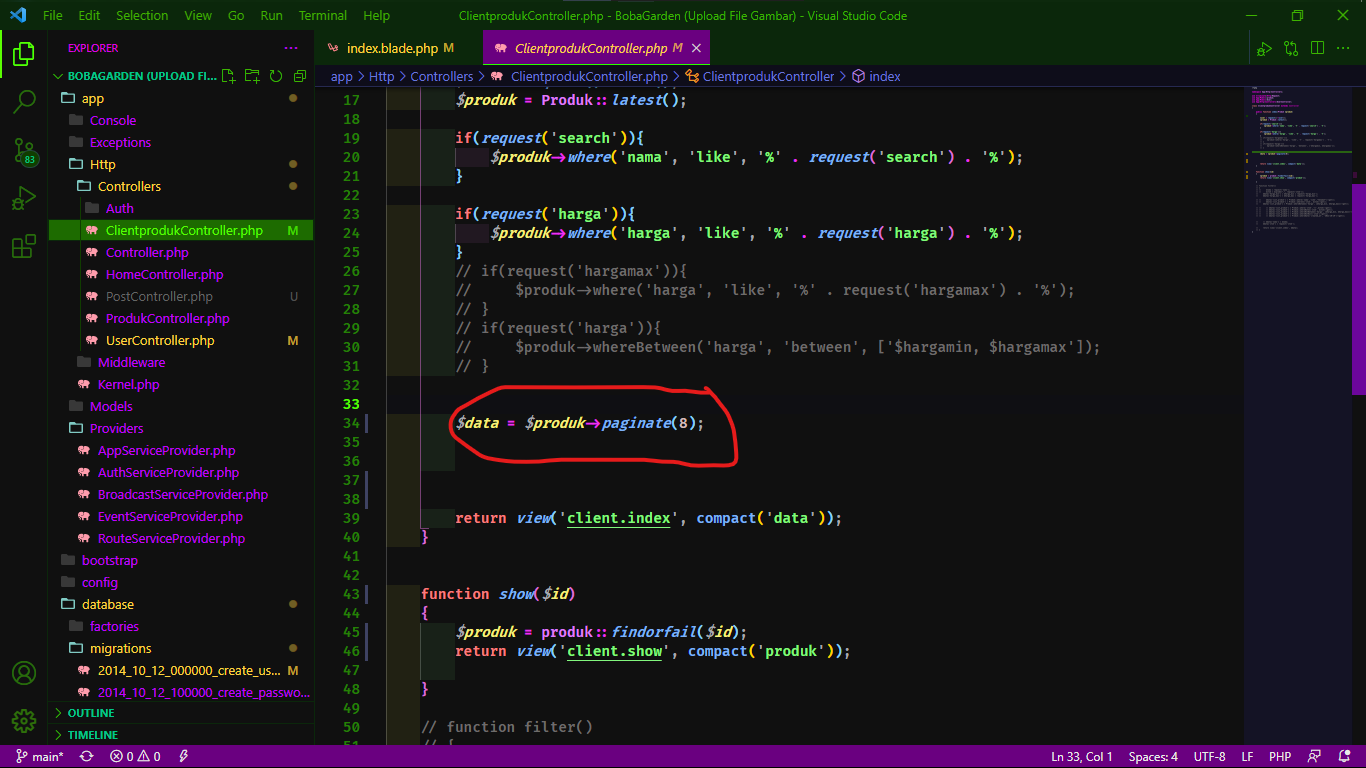 File Edit Selection View Go Run Terminal Help
ClientprodukController.php - BobaGarden (Upload File Gambar) - Visual Studio Code
EXPLORER
BOBAGARDEN (UPLOAD FI...
app
Console
Exceptions
Http
Controllers
Auth
ClientprodukController.php M
Controller.php
HomeController.php
PostController.php U
ProdukController.php
UserController.php M
Middleware
Kernel.php
Models
Providers
AppServiceProvider.php
AuthServiceProvider.php
BroadcastServiceProvider.php
EventServiceProvider.php
RouteServiceProvider.php
bootstrap
config
database
factories
migrations
2014_10_12_000000_create_us... M
2014_10_12_100000_create_passwo...
OUTLINE
TIMELINE
83
index.blade.php M
ClientprodukController.php M
app > Http > Controllers > ClientprodukController.php > ClientprodukController > index
17 $produk = Produk::latest();
18
19 if(request('search')){
20 $produk->where('nama', 'like', '%' . request('search') . '%');
21 }
22
23 if(request('harga')){
24 $produk->where('harga', 'like', '%' . request('harga') . '%');
25 }
26 // if(request('hargamax')){
27 // $produk->where('harga', 'like', '%' . request('hargamax') . '%');
28 // }
29 // if(request('harga')){
30 // $produk->whereBetween('harga', 'between', ['$hargamin, $hargamax']);
31 // }
32
33
34 $data = $produk->paginate(8);
35
36
37
38
39 return view('client.index', compact('data'));
40 }
41
42
43 function show($id)
44 {
45 $produk = produk::findorfail($id);
46 return view('client.show', compact('produk'));
47
48 }
49
50 // function filter()
51 // {
main* 0 0
Ln 33, Col 1 Spaces: 4 UTF-8 LF PHP